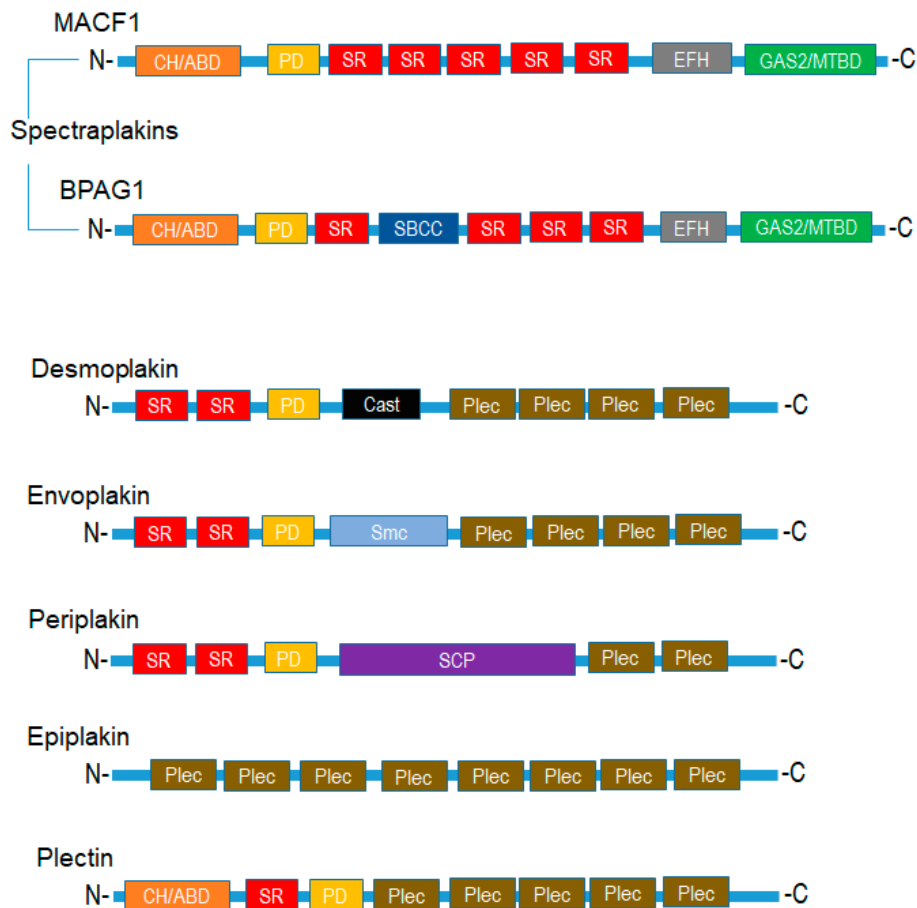 MACF1
N- CH/ABD PD SR SR SR SR SR EFH GAS2/MTBD -C
Spectraplakins
BPAG1
N- CH/ABD PD SR SBCC SR SR SR EFH GAS2/MTBD -C
Desmoplakin
N- SR SR PD Cast Plec Plec Plec Plec -C
Envoplakin
N- SR SR PD Smc Plec Plec Plec Plec -C
Periplakin
N- SR SR PD SCP Plec Plec -C
Epiplakin
N- Plec Plec Plec Plec Plec Plec Plec Plec -C
Plectin
N- CH/ABD SR PD Plec Plec Plec Plec Plec -C